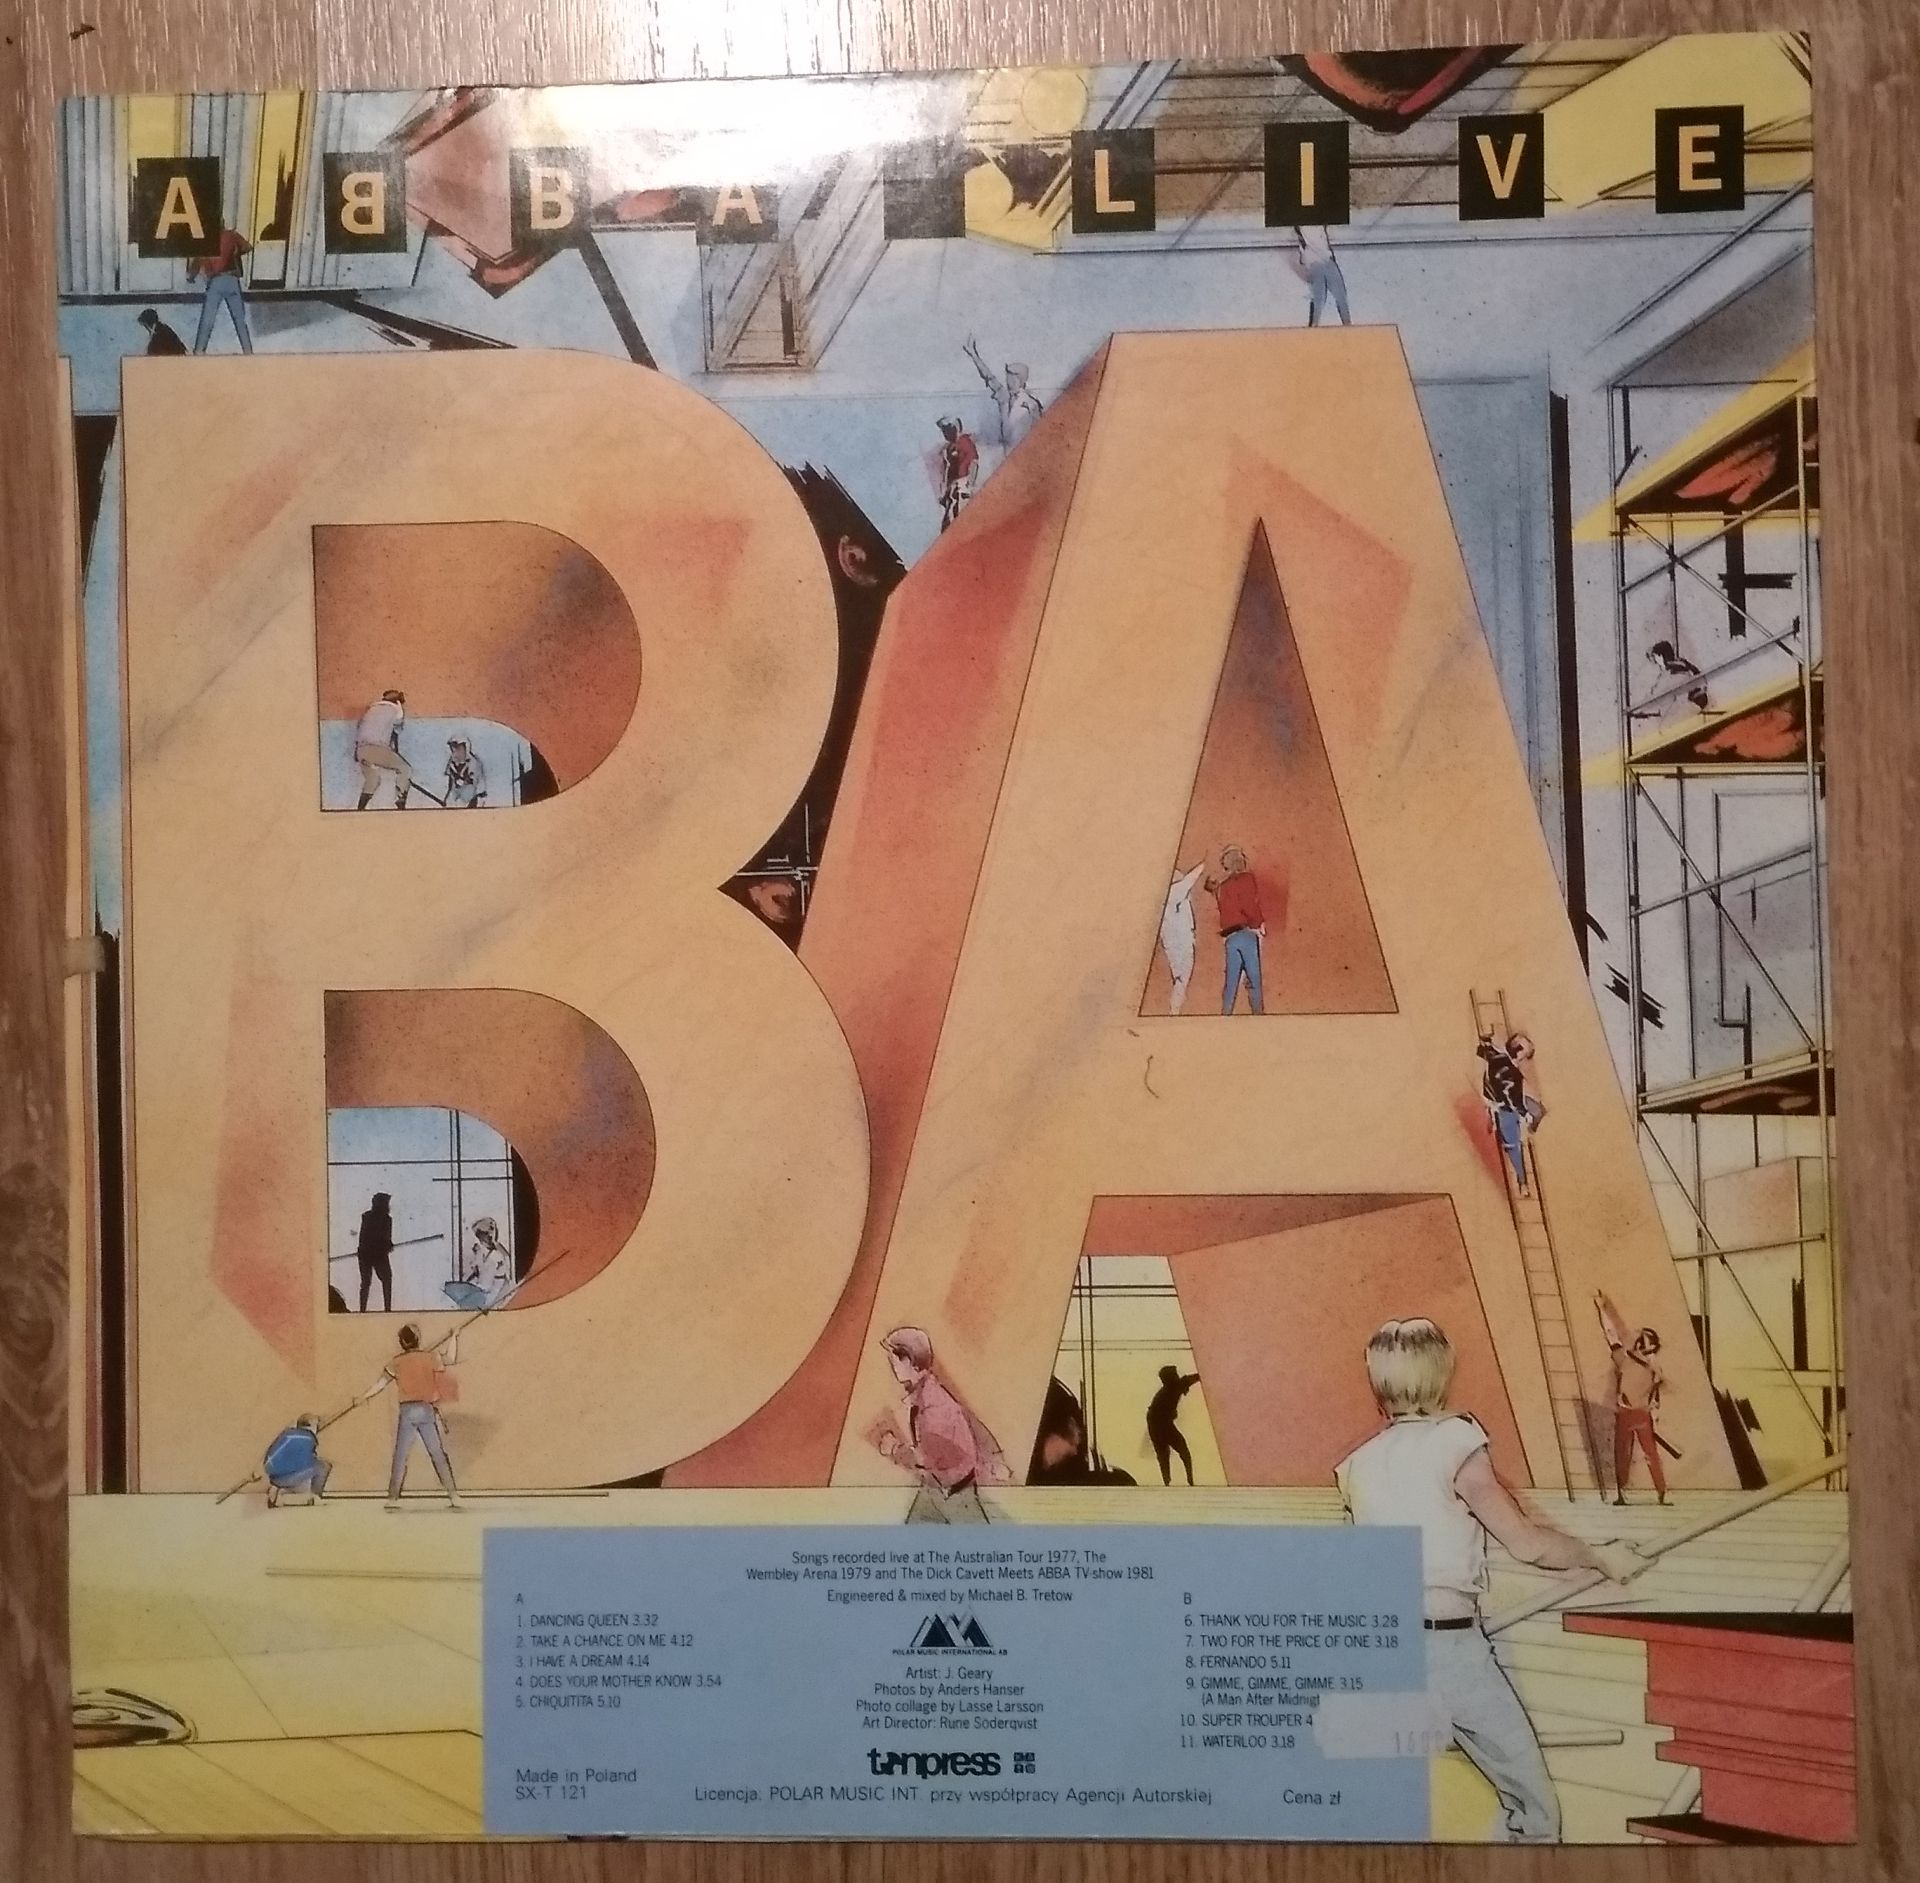 AᗺBA LIVE
BA
Songs recorded live at The Australian Tour 1977, The
Wembley Arena 1979 and The Dick Cavett Meets ABBA TV-show 1981
Engineered & mixed by Michael B. Tretow
A
1. DANCING QUEEN 3.32
2. TAKE A CHANCE ON ME 4.12
3. I HAVE A DREAM 4.14
4. DOES YOUR MOTHER KNOW 3.54
5. CHIQUITITA 5.10
POLAR MUSIC INTERNATIONAL AB
Artist: J. Geary
Photos by Anders Hanser
Photo collage by Lasse Larsson
Art Director: Rune Söderqvist
B
6. THANK YOU FOR THE MUSIC 3.28
7. TWO FOR THE PRICE OF ONE 3.18
8. FERNANDO 5.11
9. GIMME, GIMME, GIMME 3.15
(A Man After
10. SUPER TROUPER 4
11. WATERLOO 3.18
tonpress
Made in Poland
SX-T 121
Licencja: POLAR MUSIC INT. przy współpracy Agencji Autorskiej
Cena zł